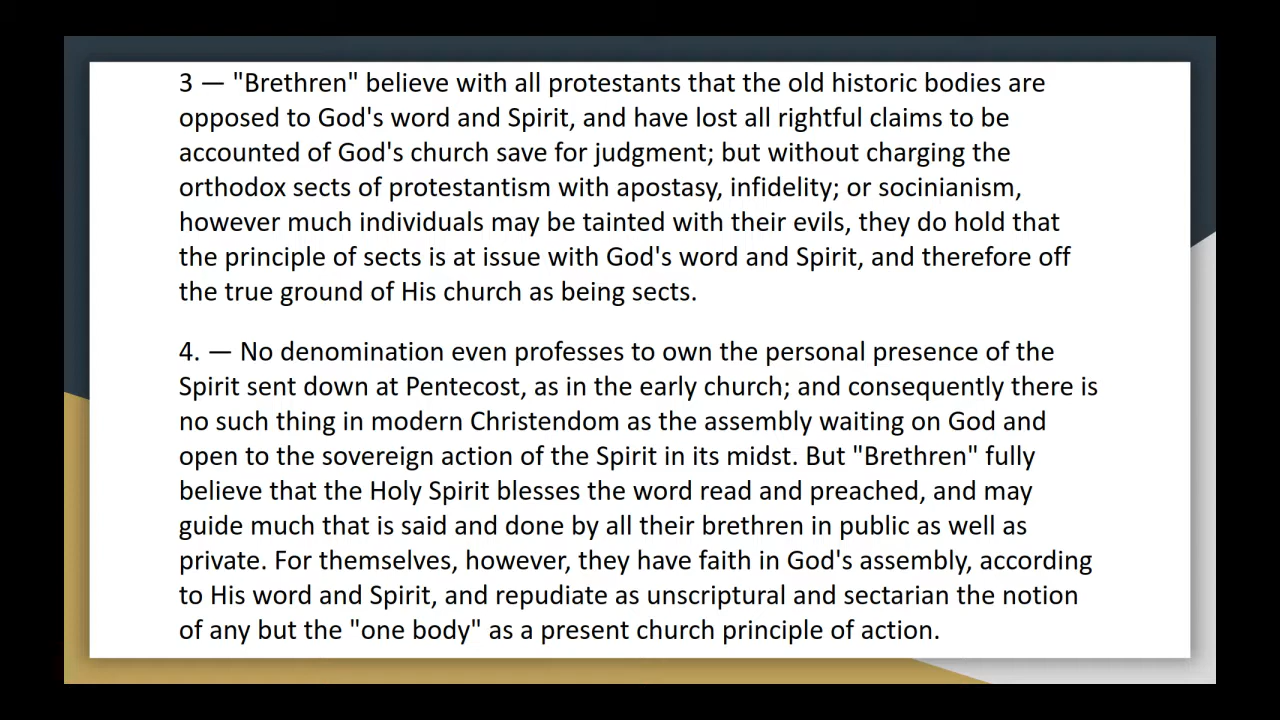 3 — "Brethren" believe with all protestants that the old historic bodies are
opposed to God's word and Spirit, and have lost all rightful claims to be
accounted of God's church save for judgment; but without charging the
orthodox sects of protestantism with apostasy, infidelity; or socinianism,
however much individuals may be tainted with their evils, they do hold that
the principle of sects is at issue with God's word and Spirit, and therefore off
the true ground of His church as being sects.
4. — No denomination even professes to own the personal presence of the
Spirit sent down at Pentecost, as in the early church; and consequently there is
no such thing in modern Christendom as the assembly waiting on God and
open to the sovereign action of the Spirit in its midst. But "Brethren" fully
believe that the Holy Spirit blesses the word read and preached, and may
guide much that is said and done by all their brethren in public as well as
private. For themselves, however, they have faith in God's assembly, according
to His word and Spirit, and repudiate as unscriptural and sectarian the notion
of any but the "one body" as a present church principle of action.